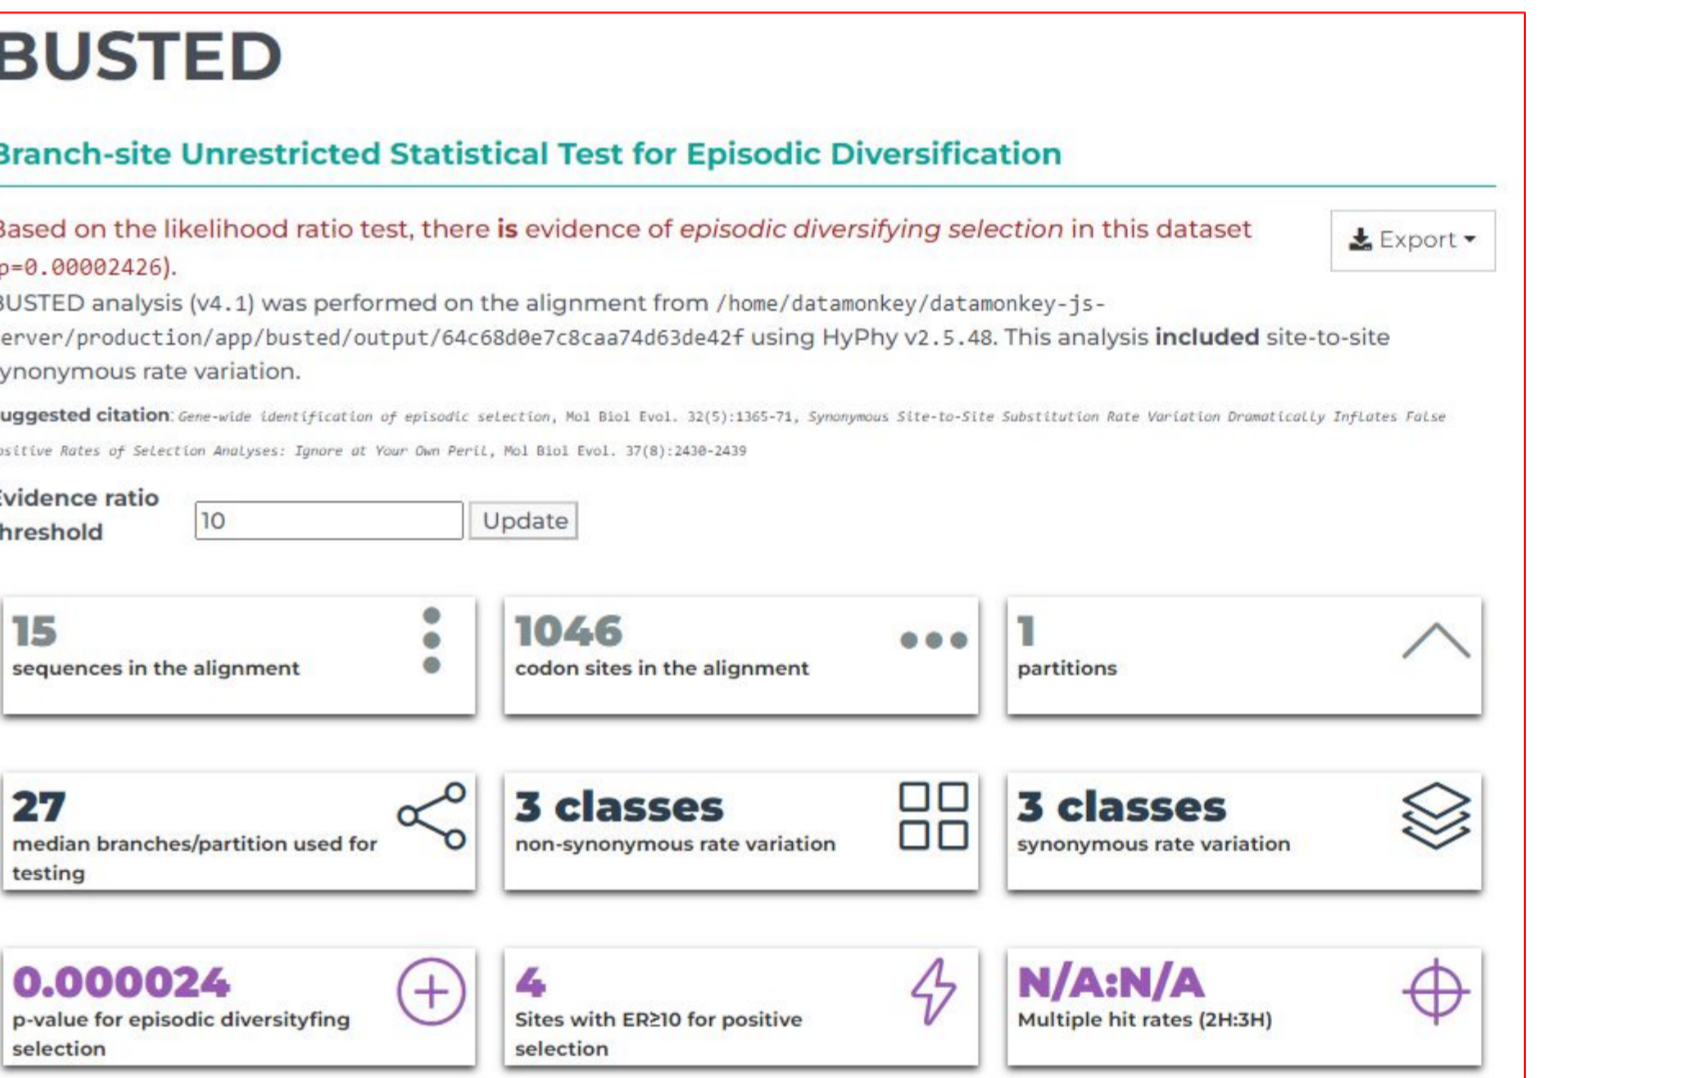 BUSTED
Branch-site Unrestricted Statistical Test for Episodic Diversification
Based on the likelihood ratio test, there is evidence of episodic diversifying selection in this dataset
p=0.00002426).
BUSTED analysis (v4.1) was performed on the alignment from /home/datamonkey/datamonkey-js-
erver/production/app/busted/output/64c68d0e7c8caa74d63de42f using HyPhy v2.5.48. This analysis included site-to-site
ynonymous rate variation.
uggested citation: Gene-wide identification of episodic selection, Mol Biol Evol. 32(5):1365-71, Synonymous Site-to-Site Substitution Rate Variation Dramatically Inflates False
ositive Rates of Selection Analyses: Ignore at Your Own Peril, Mol Biol Evol. 37(8):2430-2439
Export
Evidence ratio
hreshold
10
Update
15
sequences in the alignment
1046
codon sites in the alignment
1
partitions
27
median branches/partition used for
testing
3 classes
non-synonymous rate variation
3 classes
synonymous rate variation
0.000024
p-value for episodic diversityfing
selection
4
Sites with ER≥10 for positive
selection
N/A:N/A
Multiple hit rates (2H:3H)